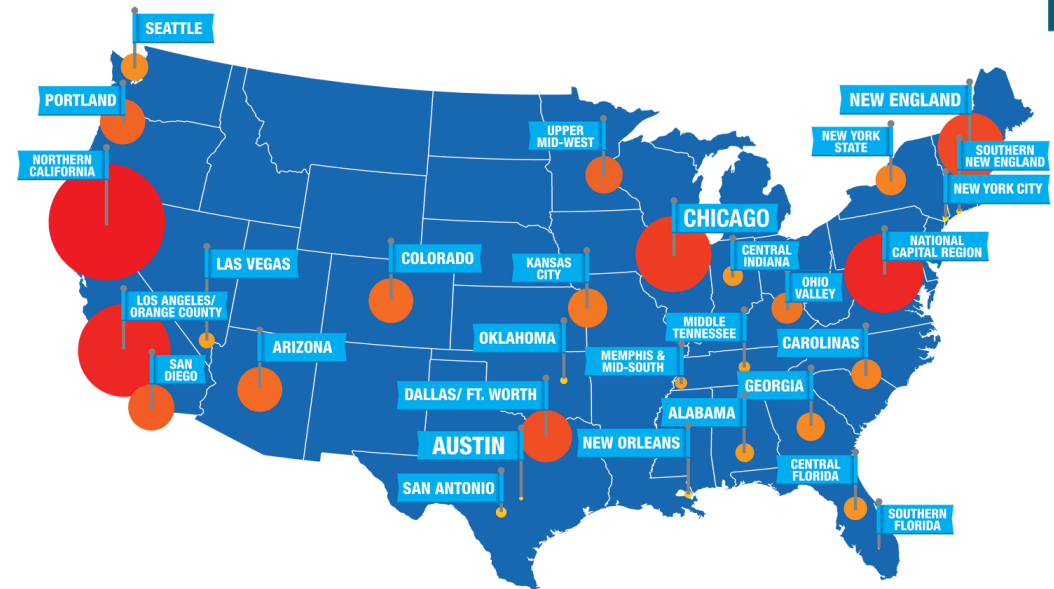 SEATTLE
PORTLAND
NORTHERN
CALIFORNIA
LAS VEGAS
LOS ANGELES/
ORANGE COUNTY
SAN
DIEGO
ARIZONA
COLORADO
UPPER
MID-WEST
KANSAS
CITY
OKLAHOMA
DALLAS/ FT. WORTH
AUSTIN
SAN ANTONIO
CHICAGO
CENTRAL
INDIANA
OHIO
VALLEY
MIDDLE
TENNESSEE
MEMPHIS &
MID-SOUTH
ALABAMA
NEW ORLEANS
GEORGIA
CAROLINAS
CENTRAL
FLORIDA
SOUTHERN
FLORIDA
NEW ENGLAND
NEW YORK
STATE
SOUTHERN
NEW ENGLAND
NEW YORK CITY
NATIONAL
CAPITAL REGION